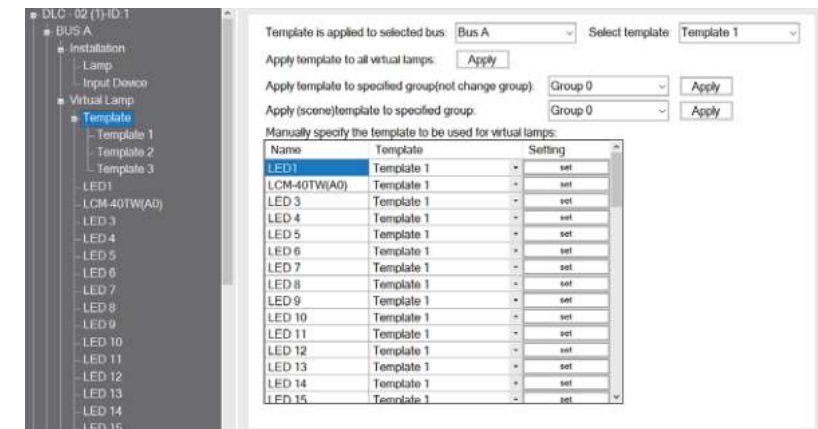 DLC - 02 (1)-ID:1
BUS A
Installation
Lamp
Input Device
Virtual Lamp
Template
Template 1
Template 2
Template 3
LED1
LCM-40TW(A0)
LED 3
LED 4
LED 5
LED 6
LED 7
LED 8
LED 9
LED 10
LED 11
LED 12
LED 13
LED 14
LED 15
Template is applied to selected bus: Bus A Select template: Template 1
Apply template to all virtual lamps: Apply
Apply template to specified group(not change group): Group 0 Apply
Apply (scene)template to specified group: Group 0 Apply
Manually specify the template to be used for virtual lamps:
Name Template Setting
LED1 Template 1 set
LCM-40TW(A0) Template 1 set
LED 3 Template 1 set
LED 4 Template 1 set
LED 5 Template 1 set
LED 6 Template 1 set
LED 7 Template 1 set
LED 8 Template 1 set
LED 9 Template 1 set
LED 10 Template 1 set
LED 11 Template 1 set
LED 12 Template 1 set
LED 13 Template 1 set
LED 14 Template 1 set
LED 15 Template 1 set